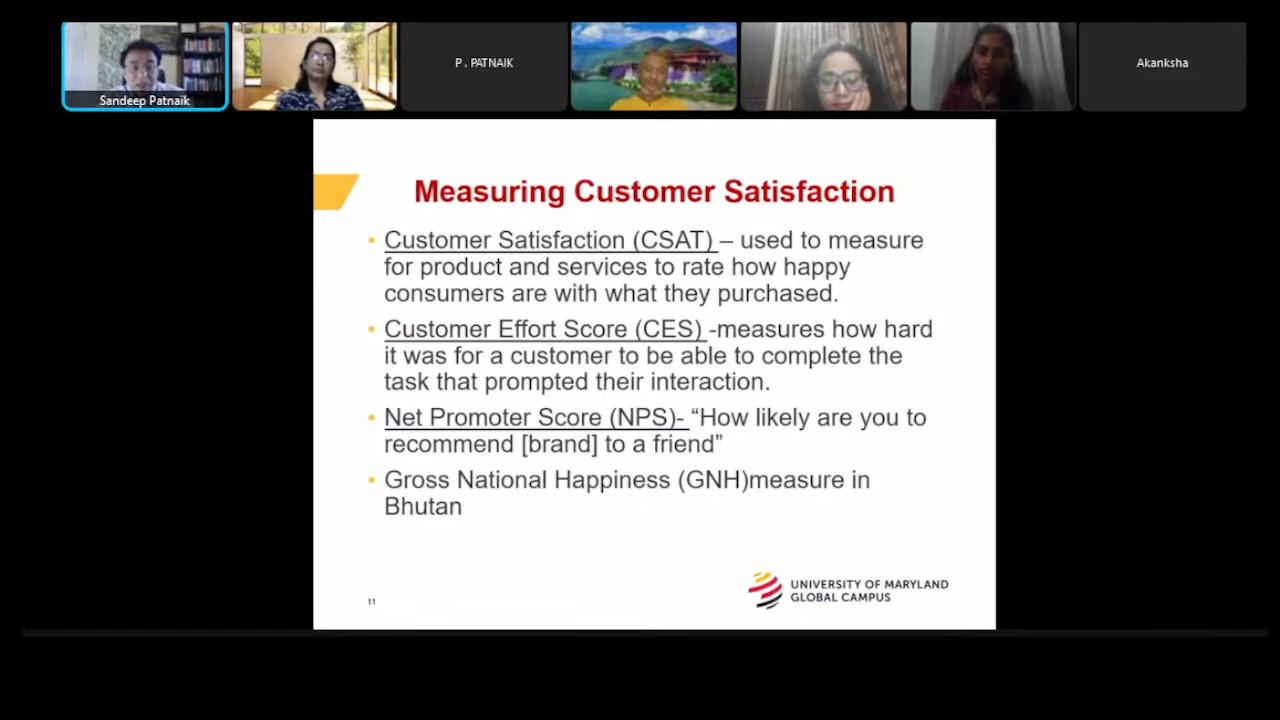 Sandeep Patnaik
P . PATNAIK
Akanksha
Measuring Customer Satisfaction
• Customer Satisfaction (CSAT) – used to measure
for product and services to rate how happy
consumers are with what they purchased.
• Customer Effort Score (CES) -measures how hard
it was for a customer to be able to complete the
task that prompted their interaction.
• Net Promoter Score (NPS)- “How likely are you to
recommend [brand] to a friend”
• Gross National Happiness (GNH)measure in
Bhutan
11
UNIVERSITY OF MARYLAND
GLOBAL CAMPUS